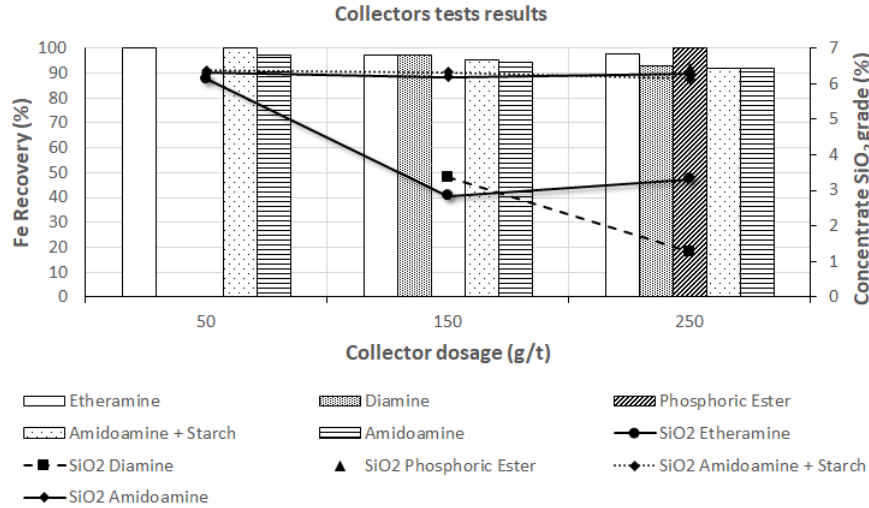 Collectors tests results
Fe Recovery (%)
100
90
80
70
60
50
40
30
20
10
0
7
6
5
4
3
2
1
0
Concentrate SiO₂ grade (%)
50 150 250
Collector dosage (g/t)
Etheramine Diamine Phosphoric Ester
Amidoamine + Starch Amidoamine SiO2 Etheramine
SiO2 Diamine SiO2 Phosphoric Ester SiO2 Amidoamine + Starch
SiO2 Amidoamine